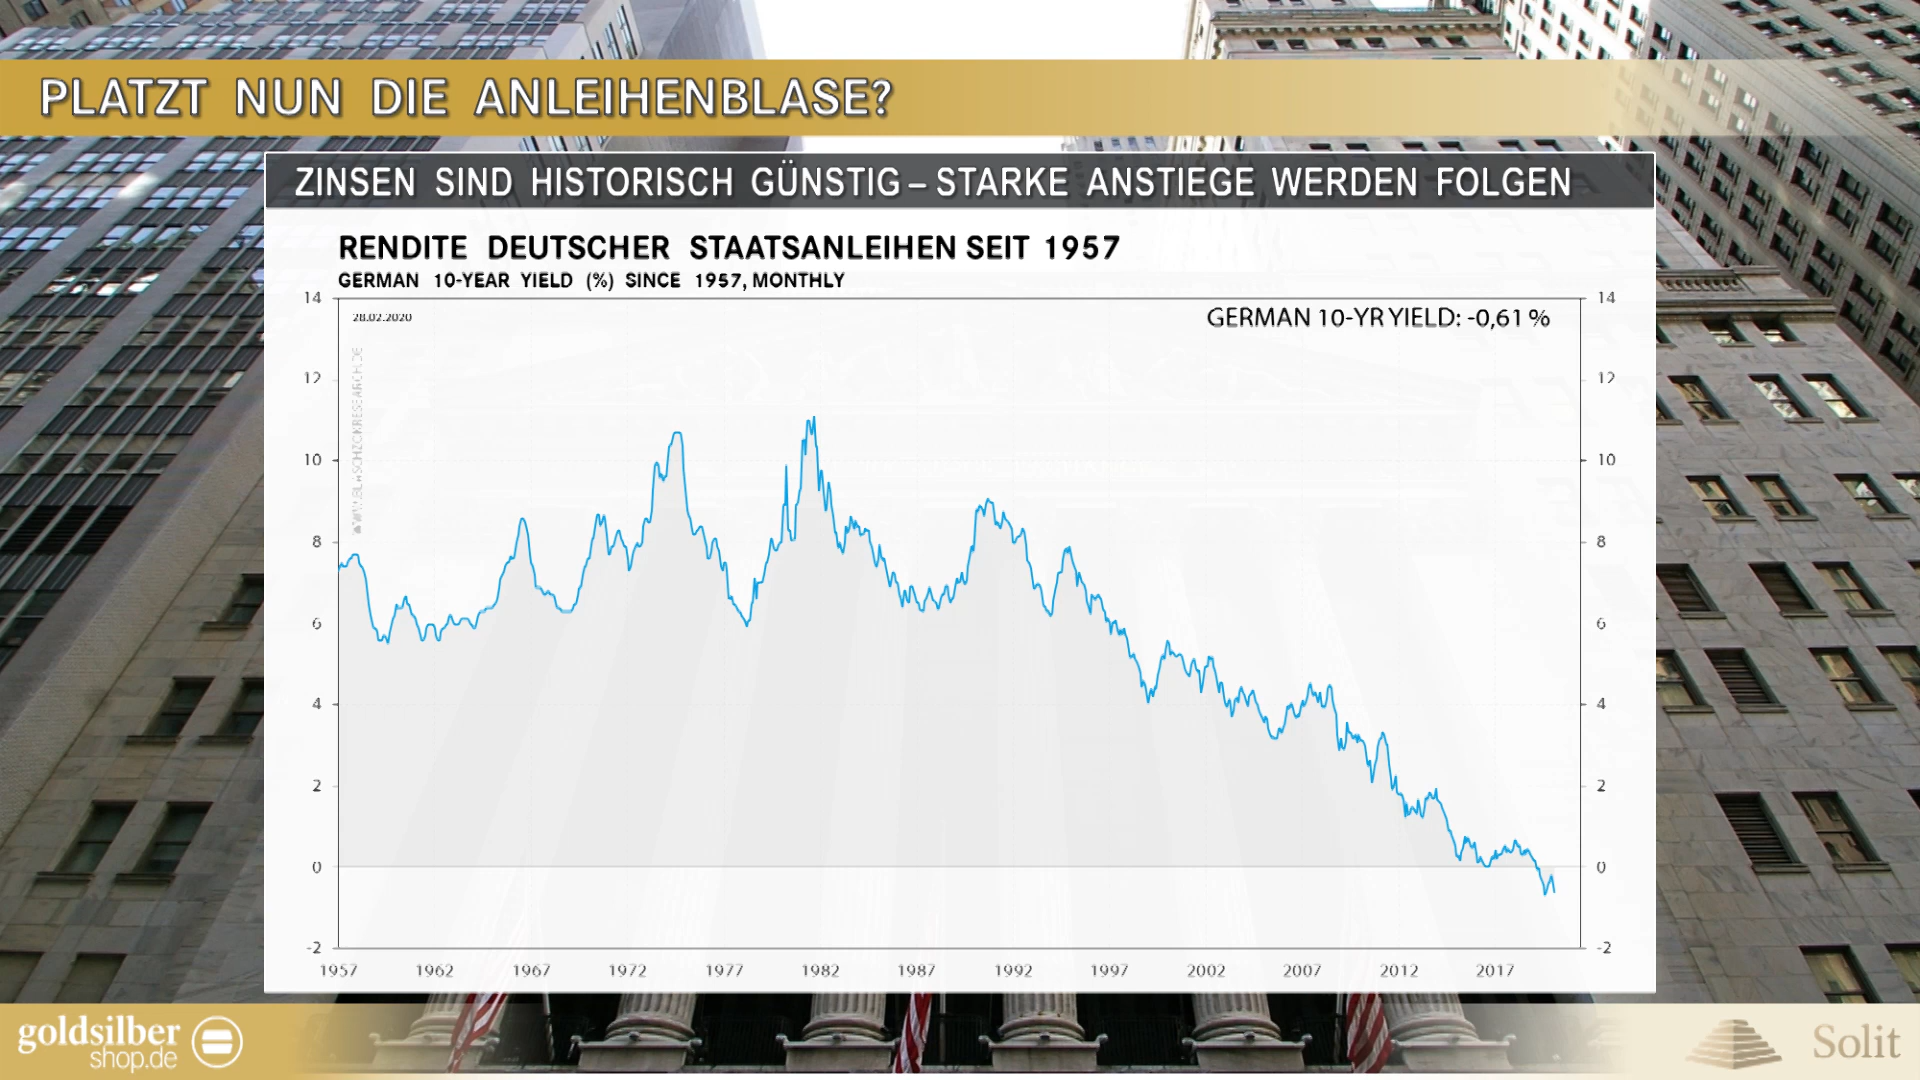 PLATZT NUN DIE ANLEIHENBLASE?
ZINSEN SIND HISTORISCH GÜNSTIG – STARKE ANSTIEGE WERDEN FOLGEN
RENDITE DEUTSCHER STAATSANLEIHEN SEIT 1957
GERMAN 10-YEAR YIELD (%) SINCE 1957, MONTHLY
14 14
28.02.2020 GERMAN 10-YR YIELD: -0,61 %
12 12
10 10
8 8
6 6
4 4
2 2
0 0
-2 -2
1957 1962 1967 1972 1977 1982 1987 1992 1997 2002 2007 2012 2017
goldsilber
shop.de
Solit